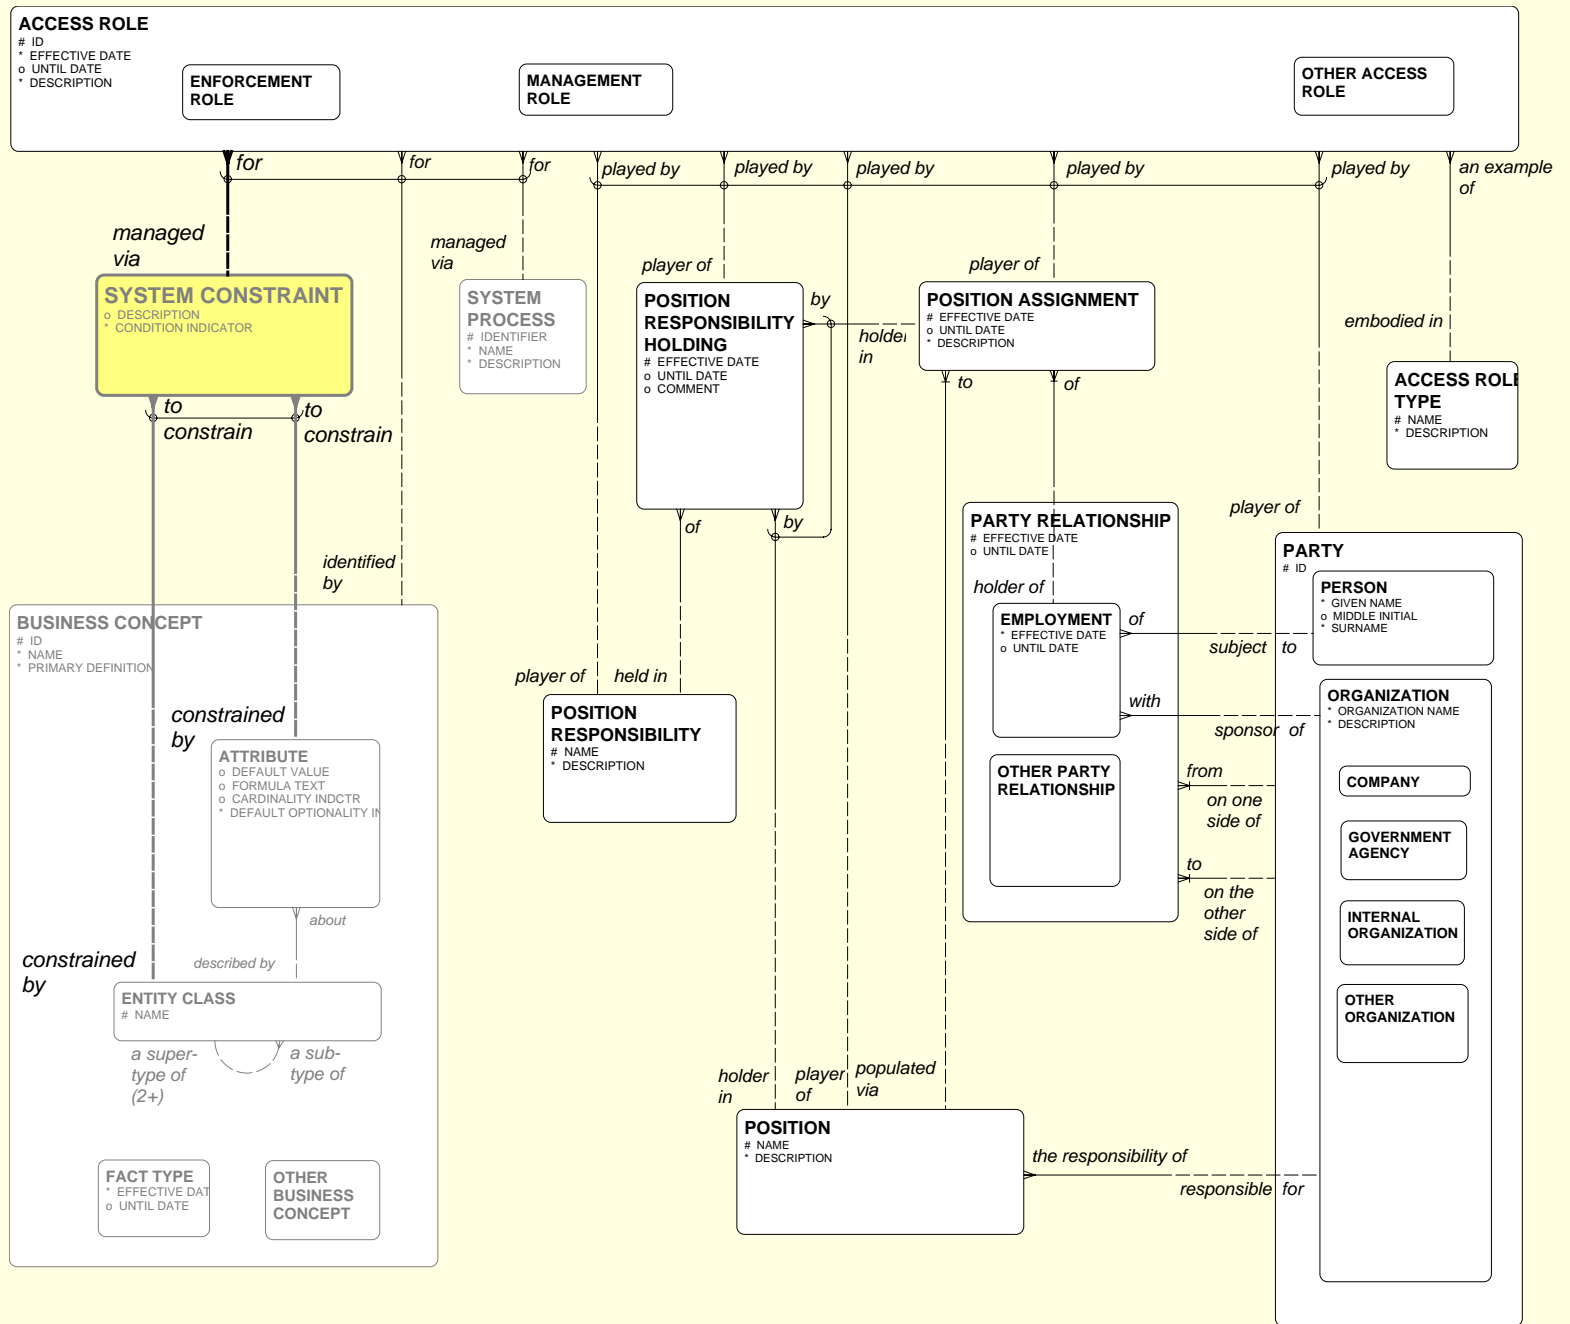 ACCESS ROLE
# ID
* EFFECTIVE DATE
o UNTIL DATE
* DESCRIPTION
ENFORCEMENT
ROLE
MANAGEMENT
ROLE
OTHER ACCESS
ROLE
for
for
for
played by
played by
played by
played by
played by
an example
of
managed
via
managed
via
player of
player of
SYSTEM CONSTRAINT
o DESCRIPTION
* CONDITION INDICATOR
SYSTEM
PROCESS
# IDENTIFIER
* NAME
* DESCRIPTION
POSITION
RESPONSIBILITY
HOLDING
# EFFECTIVE DATE
o UNTIL DATE
o COMMENT
by
holder
in
POSITION ASSIGNMENT
# EFFECTIVE DATE
o UNTIL DATE
* DESCRIPTION
embodied in
ACCESS ROLE
TYPE
# NAME
* DESCRIPTION
to
constrain
to
constrain
to
of
of
by
player of
identified
by
PARTY RELATIONSHIP
# EFFECTIVE DATE
o UNTIL DATE
holder of
EMPLOYMENT
* EFFECTIVE DATE
o UNTIL DATE
of
subject to
with
sponsor of
OTHER PARTY
RELATIONSHIP
from
on one
side of
to
on the
other
side of
PARTY
# ID
PERSON
* GIVEN NAME
o MIDDLE INITIAL
* SURNAME
ORGANIZATION
* ORGANIZATION NAME
* DESCRIPTION
COMPANY
GOVERNMENT
AGENCY
INTERNAL
ORGANIZATION
OTHER
ORGANIZATION
BUSINESS CONCEPT
# ID
* NAME
* PRIMARY DEFINITION
constrained
by
player of
held in
POSITION
RESPONSIBILITY
# NAME
* DESCRIPTION
ATTRIBUTE
o DEFAULT VALUE
o FORMULA TEXT
o CARDINALITY INDCTR
* DEFAULT OPTIONALITY IN
about
described by
constrained
by
ENTITY CLASS
# NAME
a super-
type of
(2+)
a sub-
type of
FACT TYPE
* EFFECTIVE DAT
o UNTIL DATE
OTHER
BUSINESS
CONCEPT
holder
in
player
of
populated
via
POSITION
# NAME
* DESCRIPTION
the responsibility of
responsible for